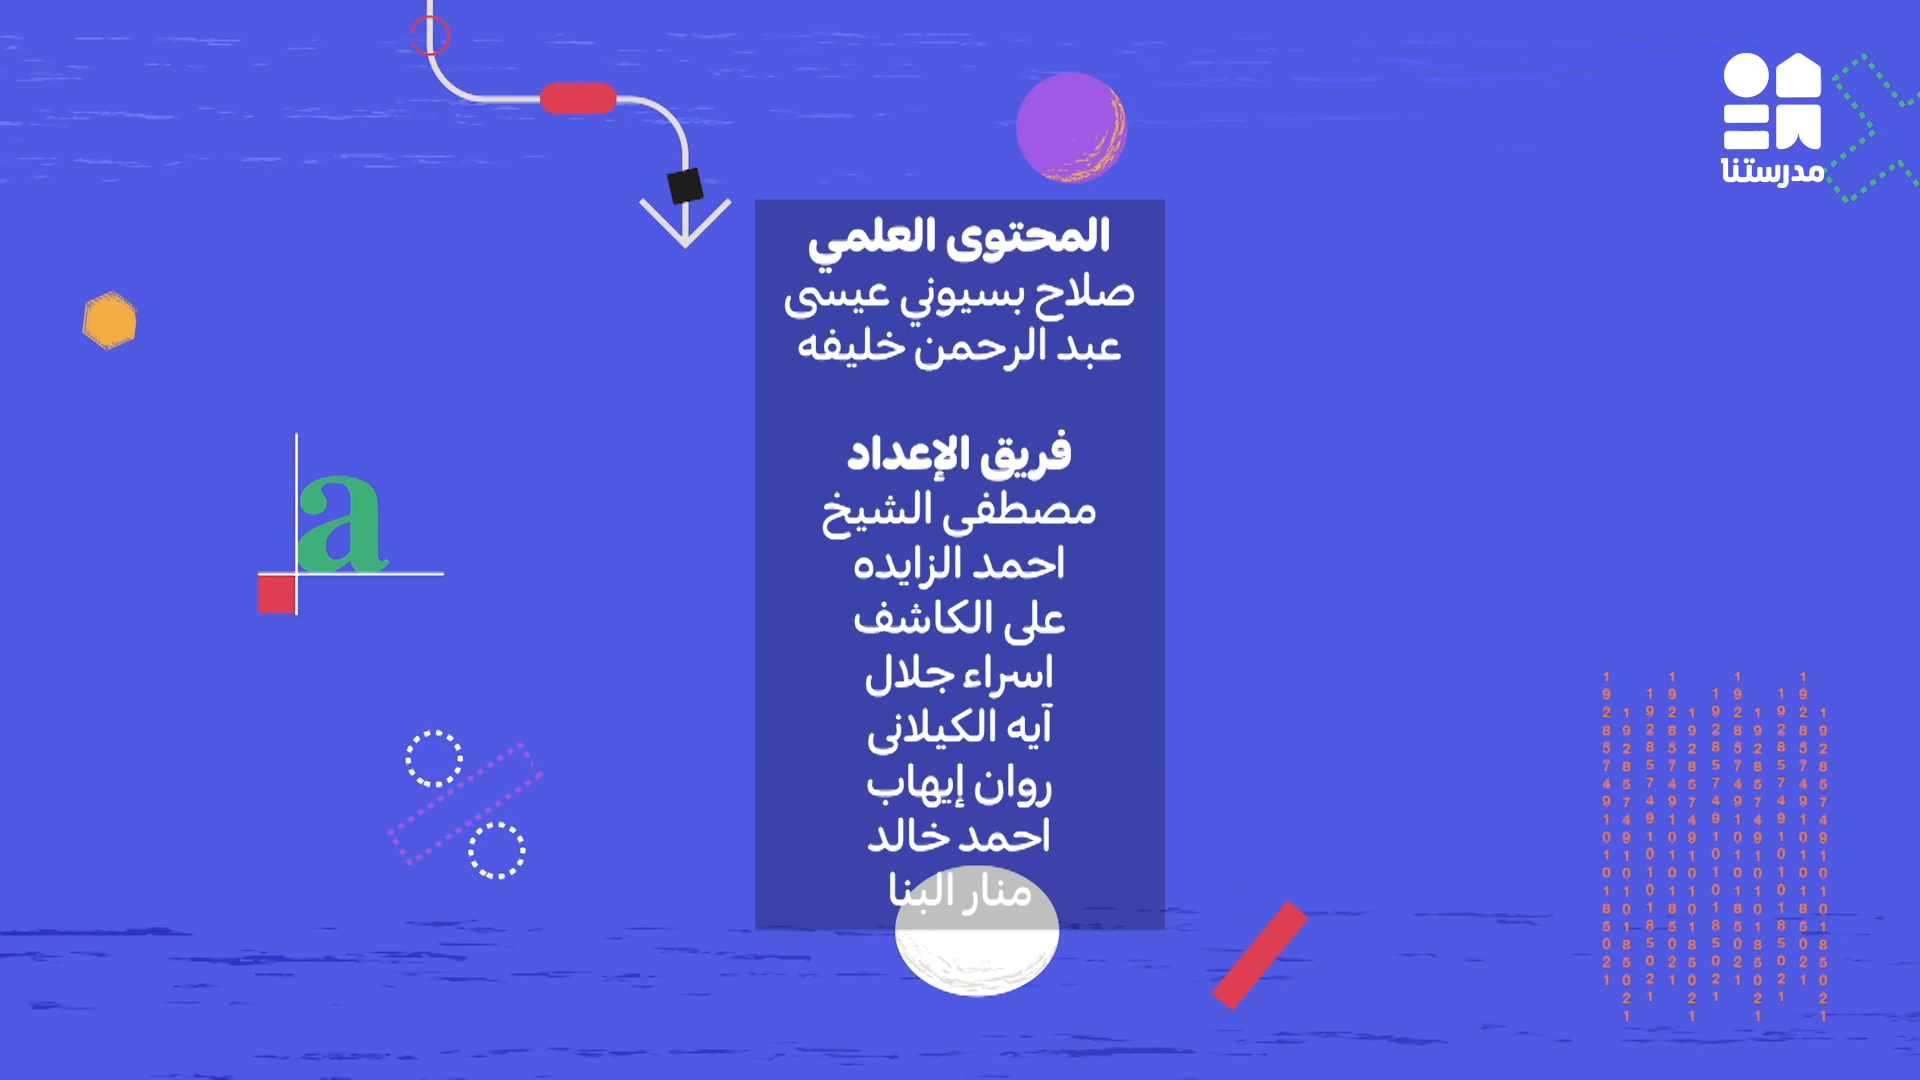 مدرستنا
المحتوى العلمي
صلاح بسيوني عيسى
عبد الرحمن خليفه
فريق الإعداد
مصطفى الشيخ
احمد الزايده
على الكاشف
اسراء جلال
آيه الكيلانى
روان إيهاب
احمد خالد
منار البنا
a